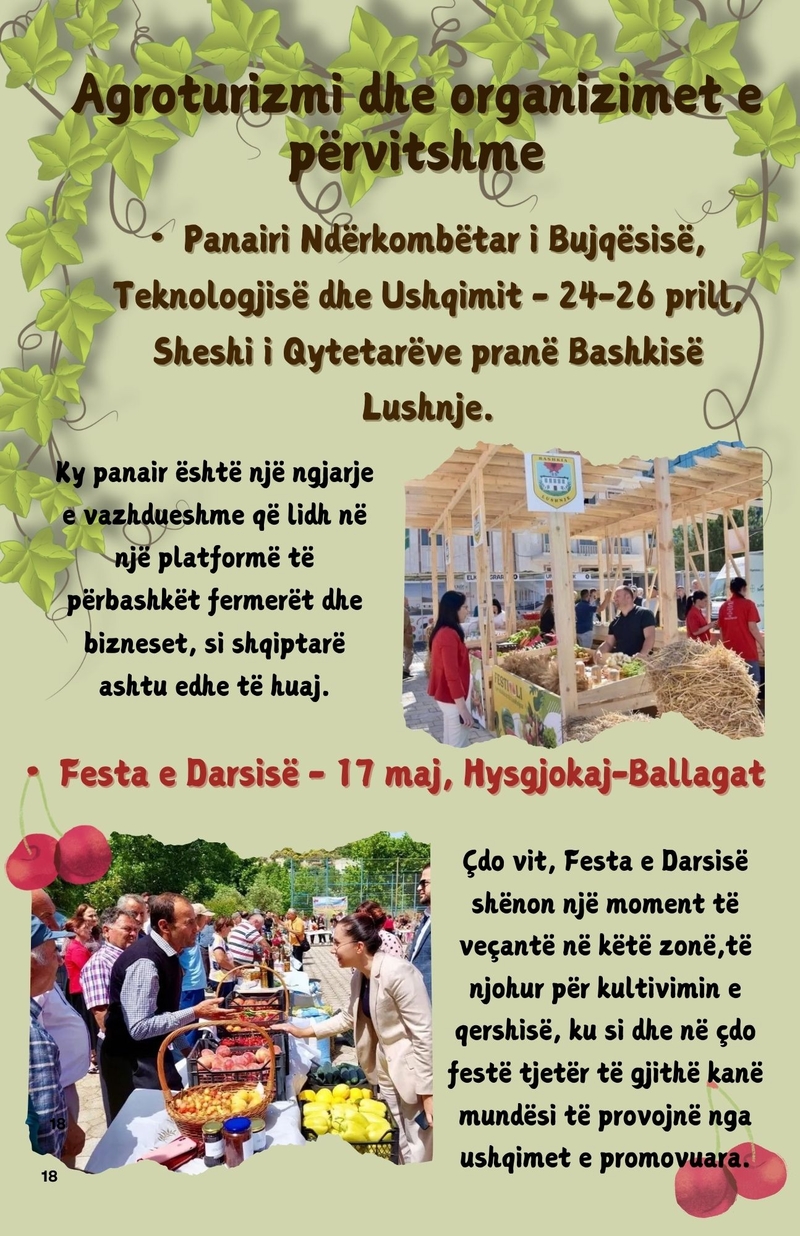 Agroturizmi dhe organizimet e
përvitshme
• Panairi Ndërkombëtar i Bujqësisë,
Teknologjisë dhe Ushqimit - 24-26 prill,
Sheshi i Qytetarëve pranë Bashkisë
Lushnje.
Ky panair është një ngjarje
e vazhdueshme që lidh në
një platformë të
përbashkët fermerët dhe
bizneset, si shqiptarë
ashtu edhe të huaj.
BASHKIA
LUSHNJE
• Festa e Darsisë - 17 maj, Hysgjokaj-Ballagat
Çdo vit, Festa e Darsisë
shënon një moment të
veçantë në këtë zonë,të
njohur për kultivimin e
qershisë, ku si dhe në çdo
festë tjetër të gjithë kanë
mundësi të provojnë nga
ushqimet e promovuara.
18
18